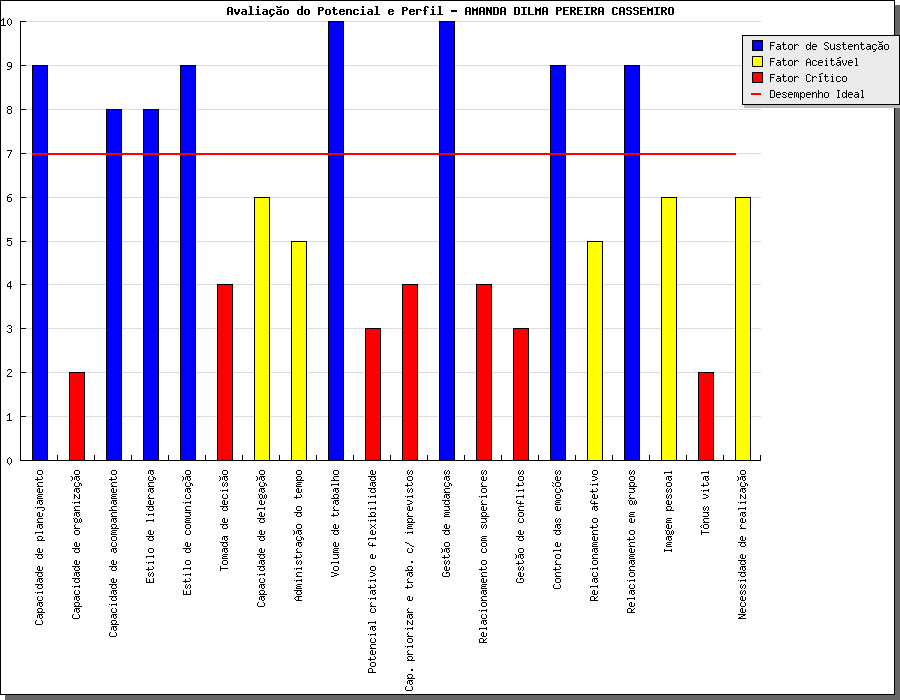 Avaliação do Potencial e Perfil - AMANDA DILMA PEREIRA CASSEMIRO
Fator de Sustentação
Fator Aceitável
Fator Crítico
Desempenho Ideal
10
9
8
7
6
5
4
3
2
1
0
Capacidade de planejamento
Capacidade de organização
Capacidade de acompanhamento
Estilo de liderança
Estilo de comunicação
Tomada de decisão
Capacidade de delegação
Administração do tempo
Volume de trabalho
Potencial criativo e flexibilidade
Cap. priorizar e trab. c/ imprevistos
Gestão de mudanças
Relacionamento com superiores
Gestão de conflitos
Controle das emoções
Relacionamento afetivo
Relacionamento em grupos
Imagem pessoal
Tônus vital
Necessidade de realização